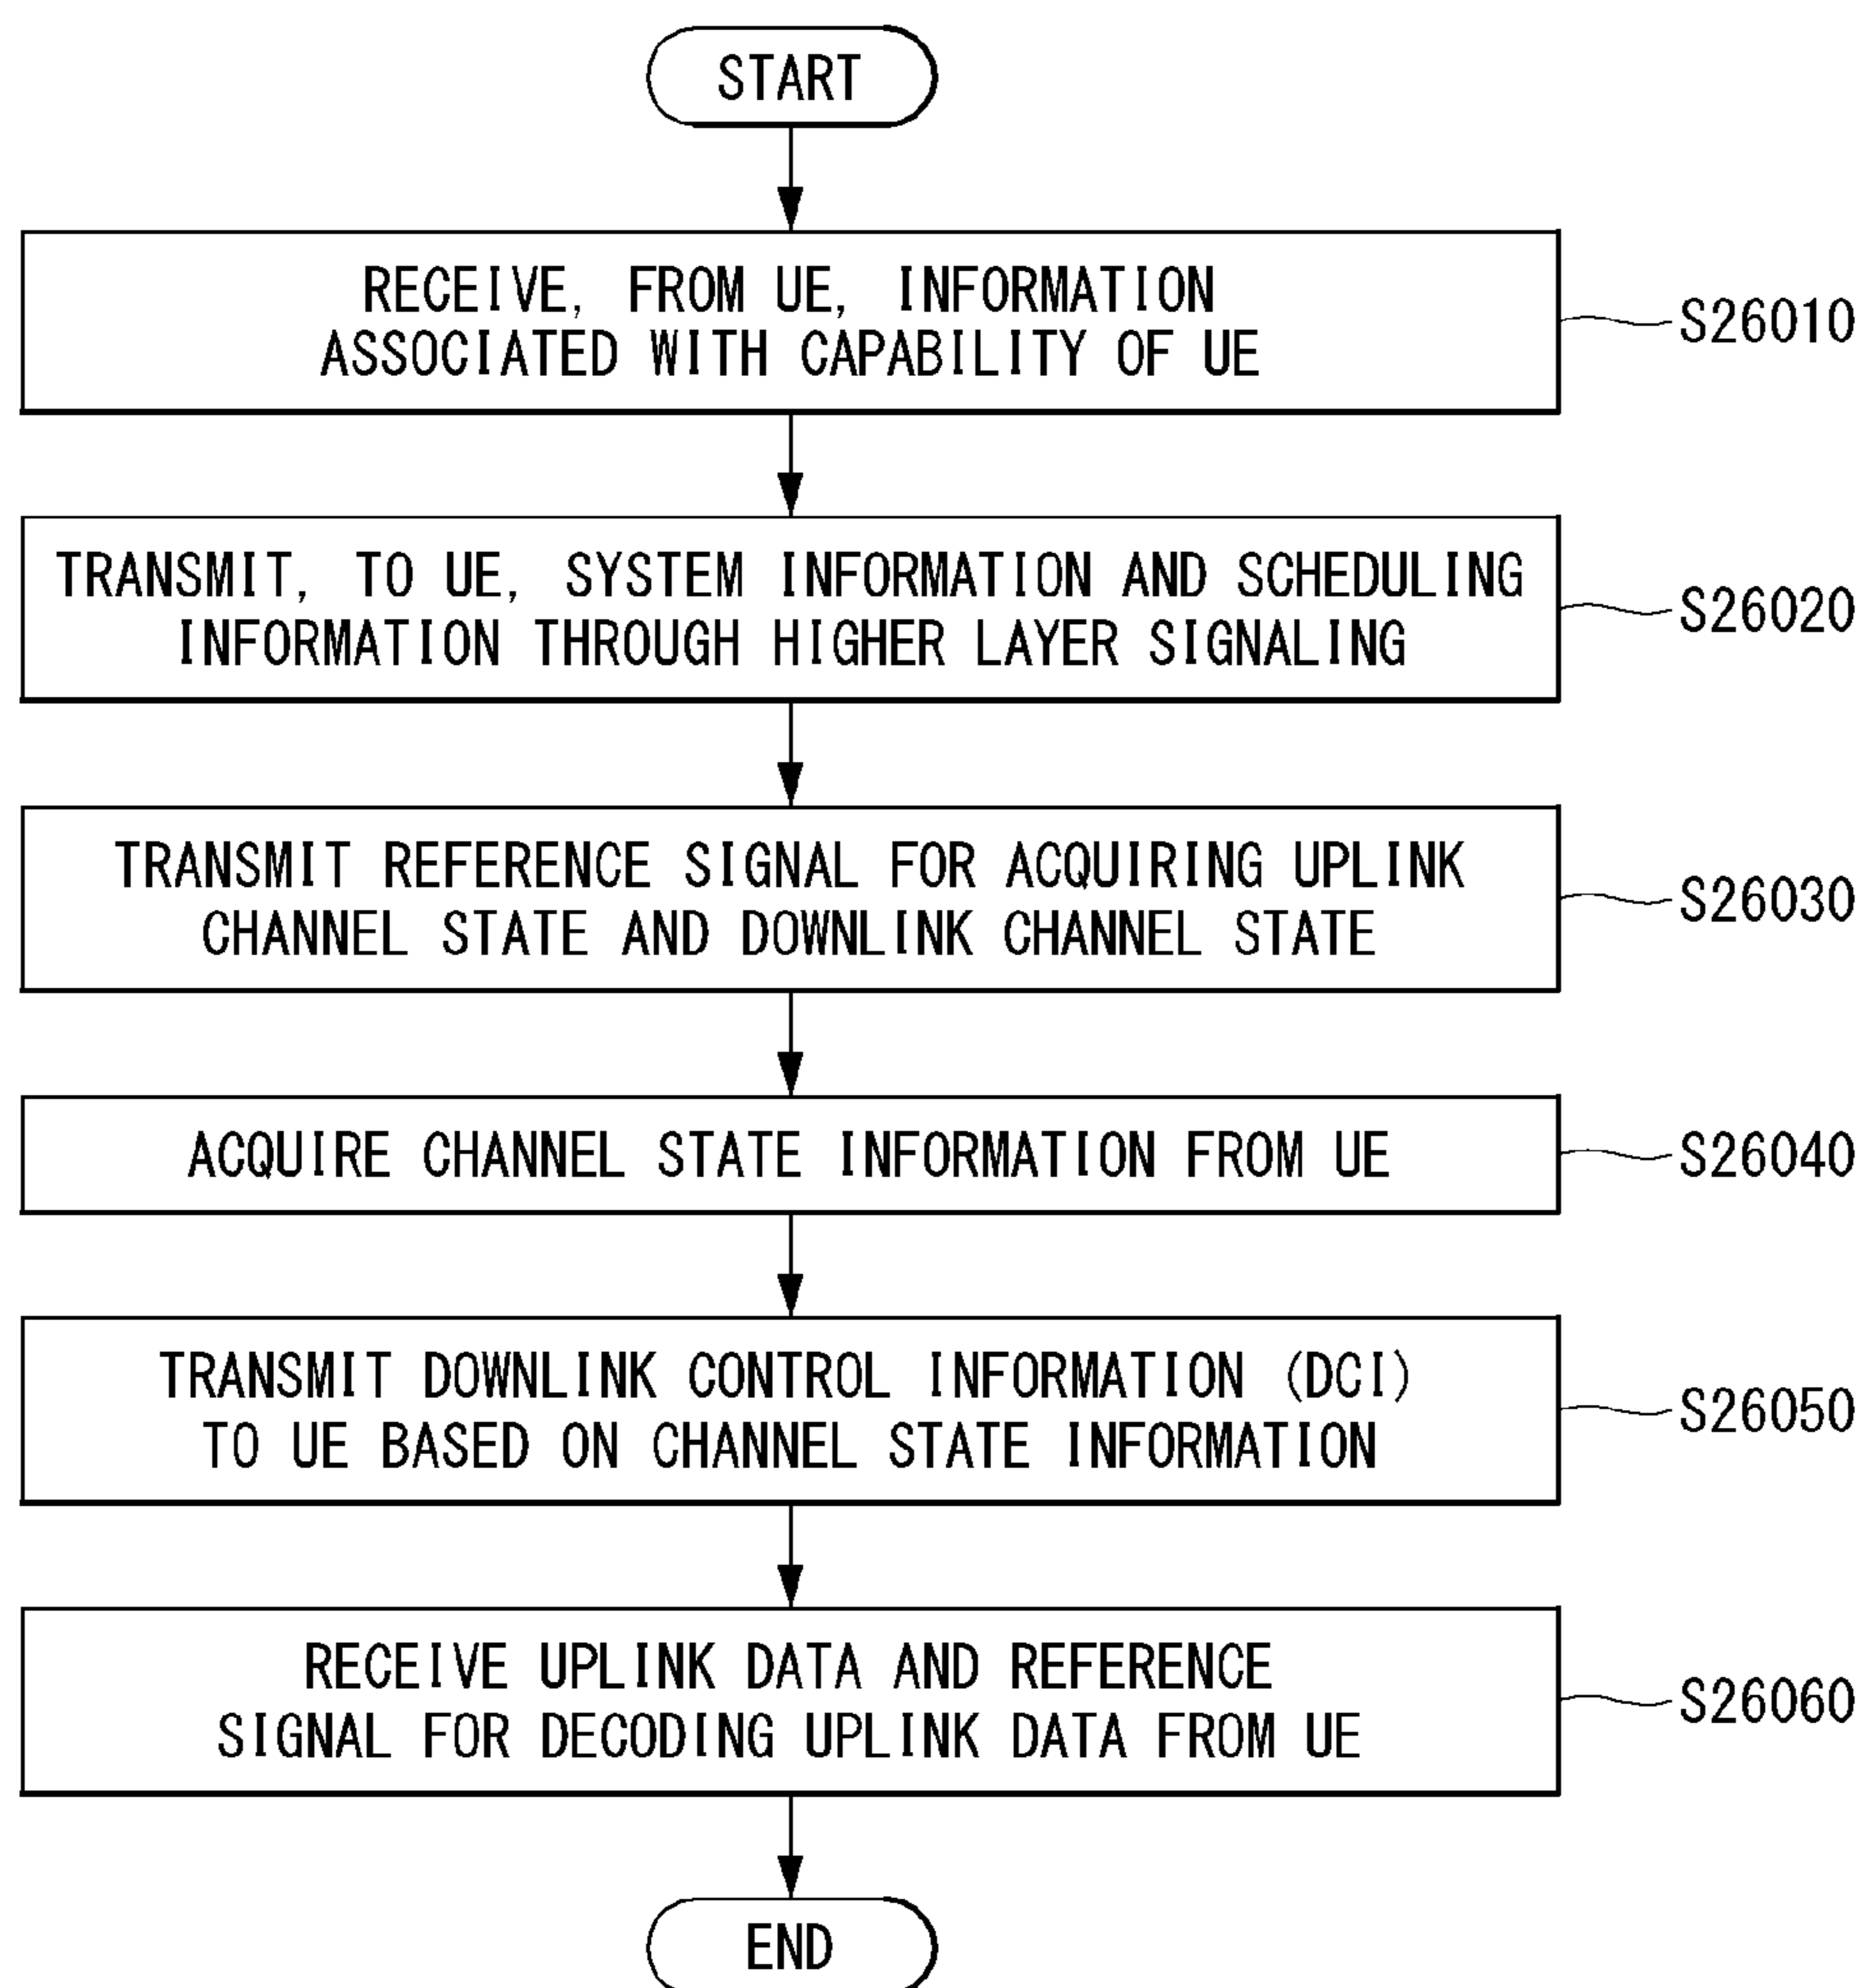 START
RECEIVE, FROM UE, INFORMATION
ASSOCIATED WITH CAPABILITY OF UE
S26010
TRANSMIT, TO UE, SYSTEM INFORMATION AND SCHEDULING
INFORMATION THROUGH HIGHER LAYER SIGNALING
S26020
TRANSMIT REFERENCE SIGNAL FOR ACQUIRING UPLINK
CHANNEL STATE AND DOWNLINK CHANNEL STATE
S26030
ACQUIRE CHANNEL STATE INFORMATION FROM UE
S26040
TRANSMIT DOWNLINK CONTROL INFORMATION (DCI)
TO UE BASED ON CHANNEL STATE INFORMATION
S26050
RECEIVE UPLINK DATA AND REFERENCE
SIGNAL FOR DECODING UPLINK DATA FROM UE
S26060
END